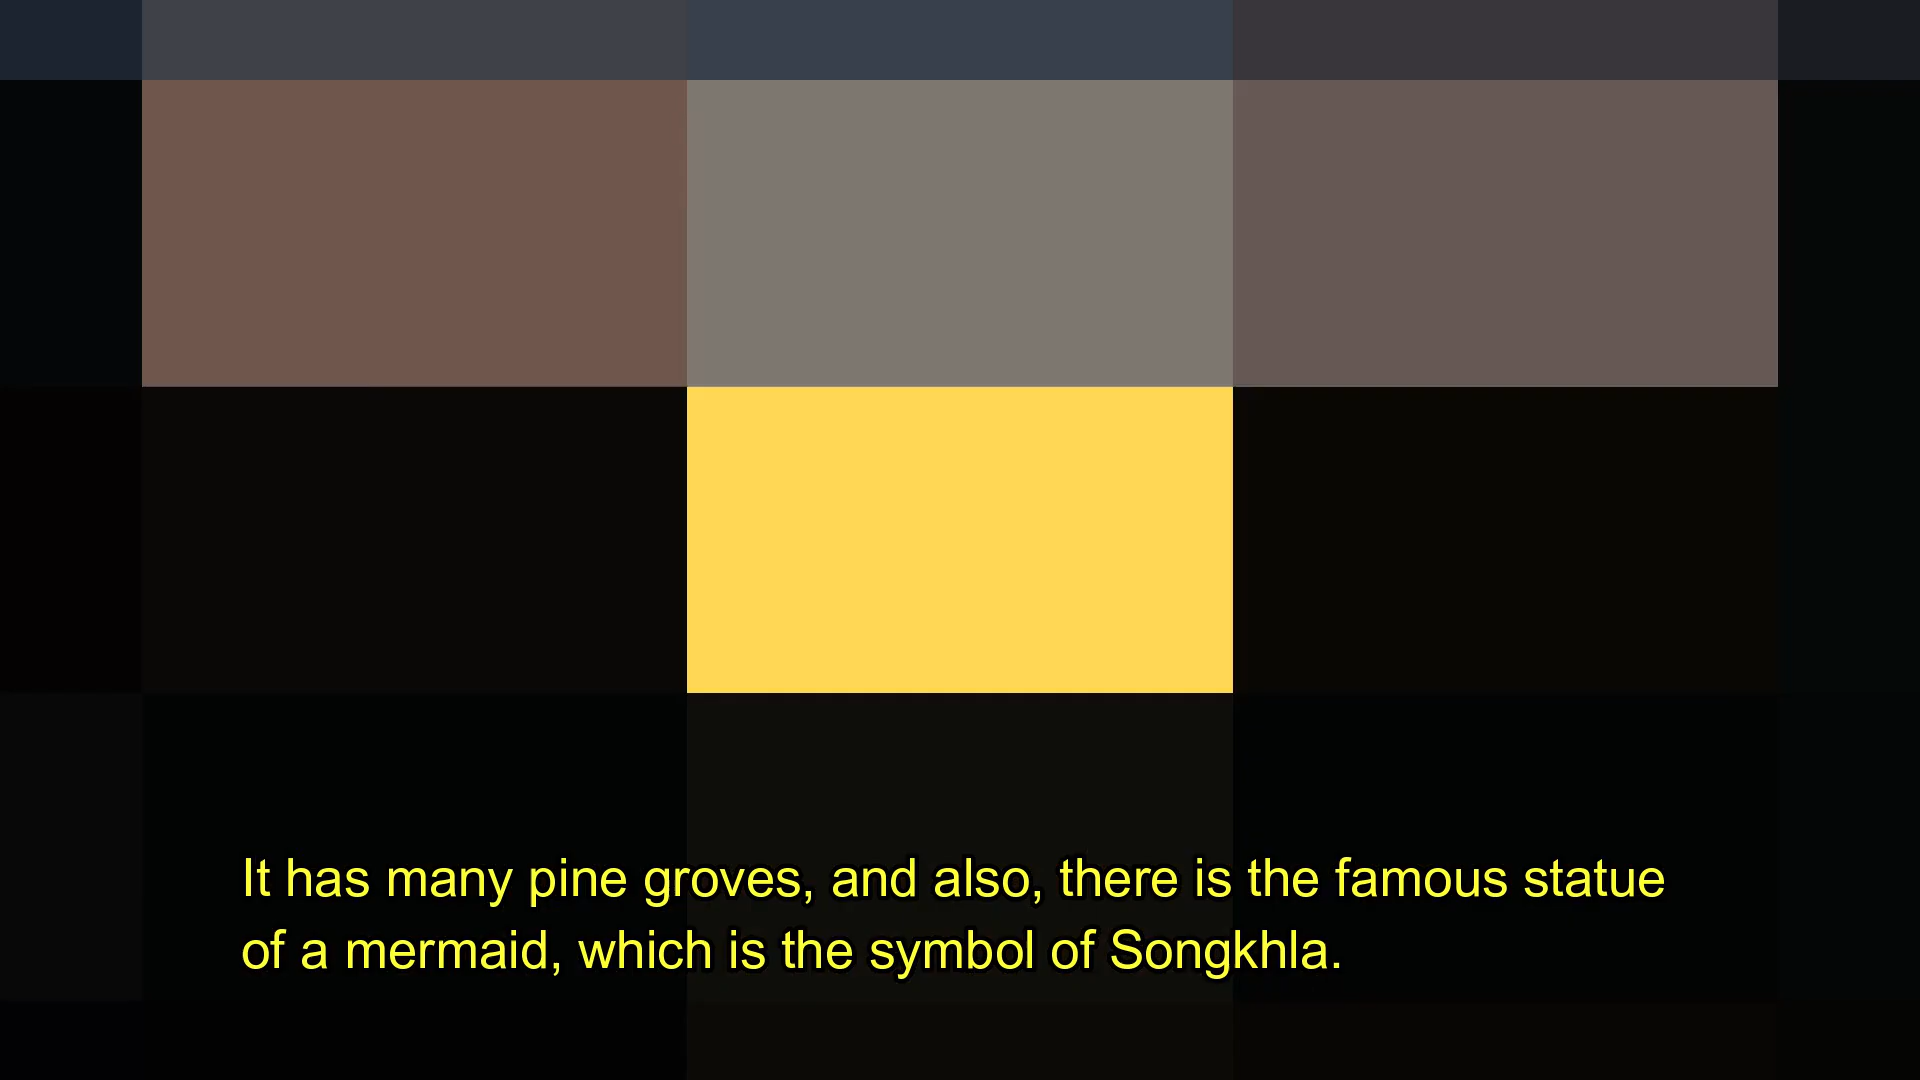 It has many pine groves, and also, there is the famous statue
of a mermaid, which is the symbol of Songkhla.